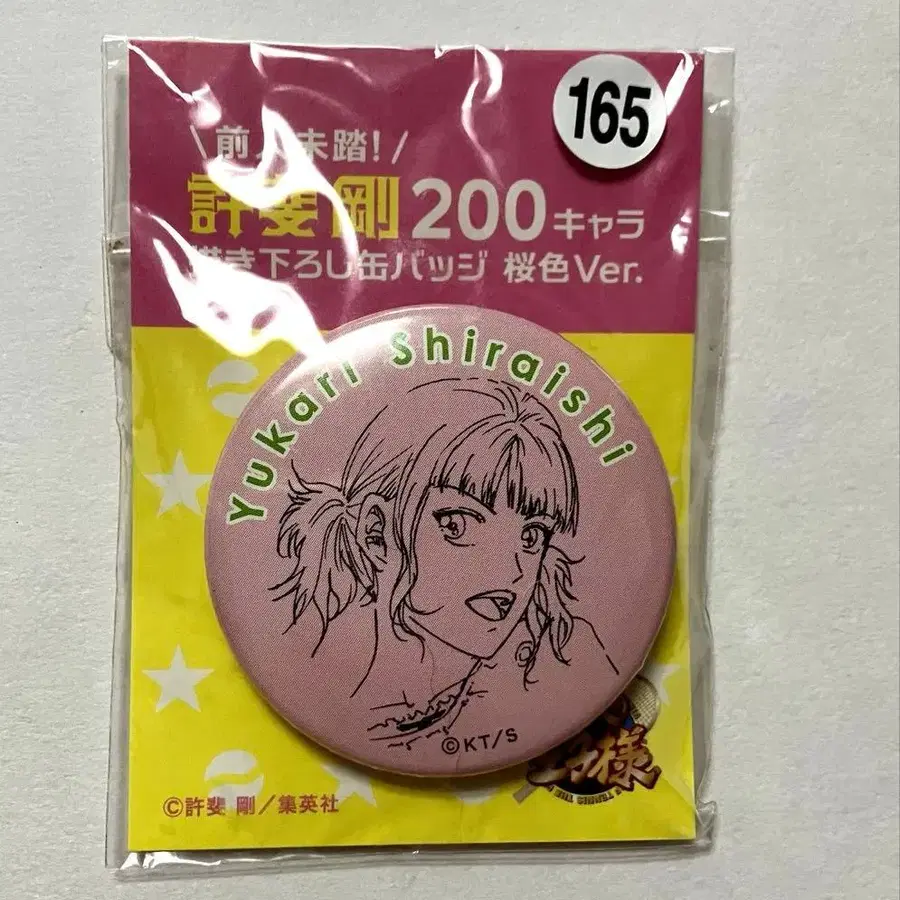 165
\前人未踏!/
許斐 剛 200キャラ
描き下ろし缶バッジ 桜色Ver.
Yukari Shiraishi
©KT/S
様
©許斐 剛/集英社